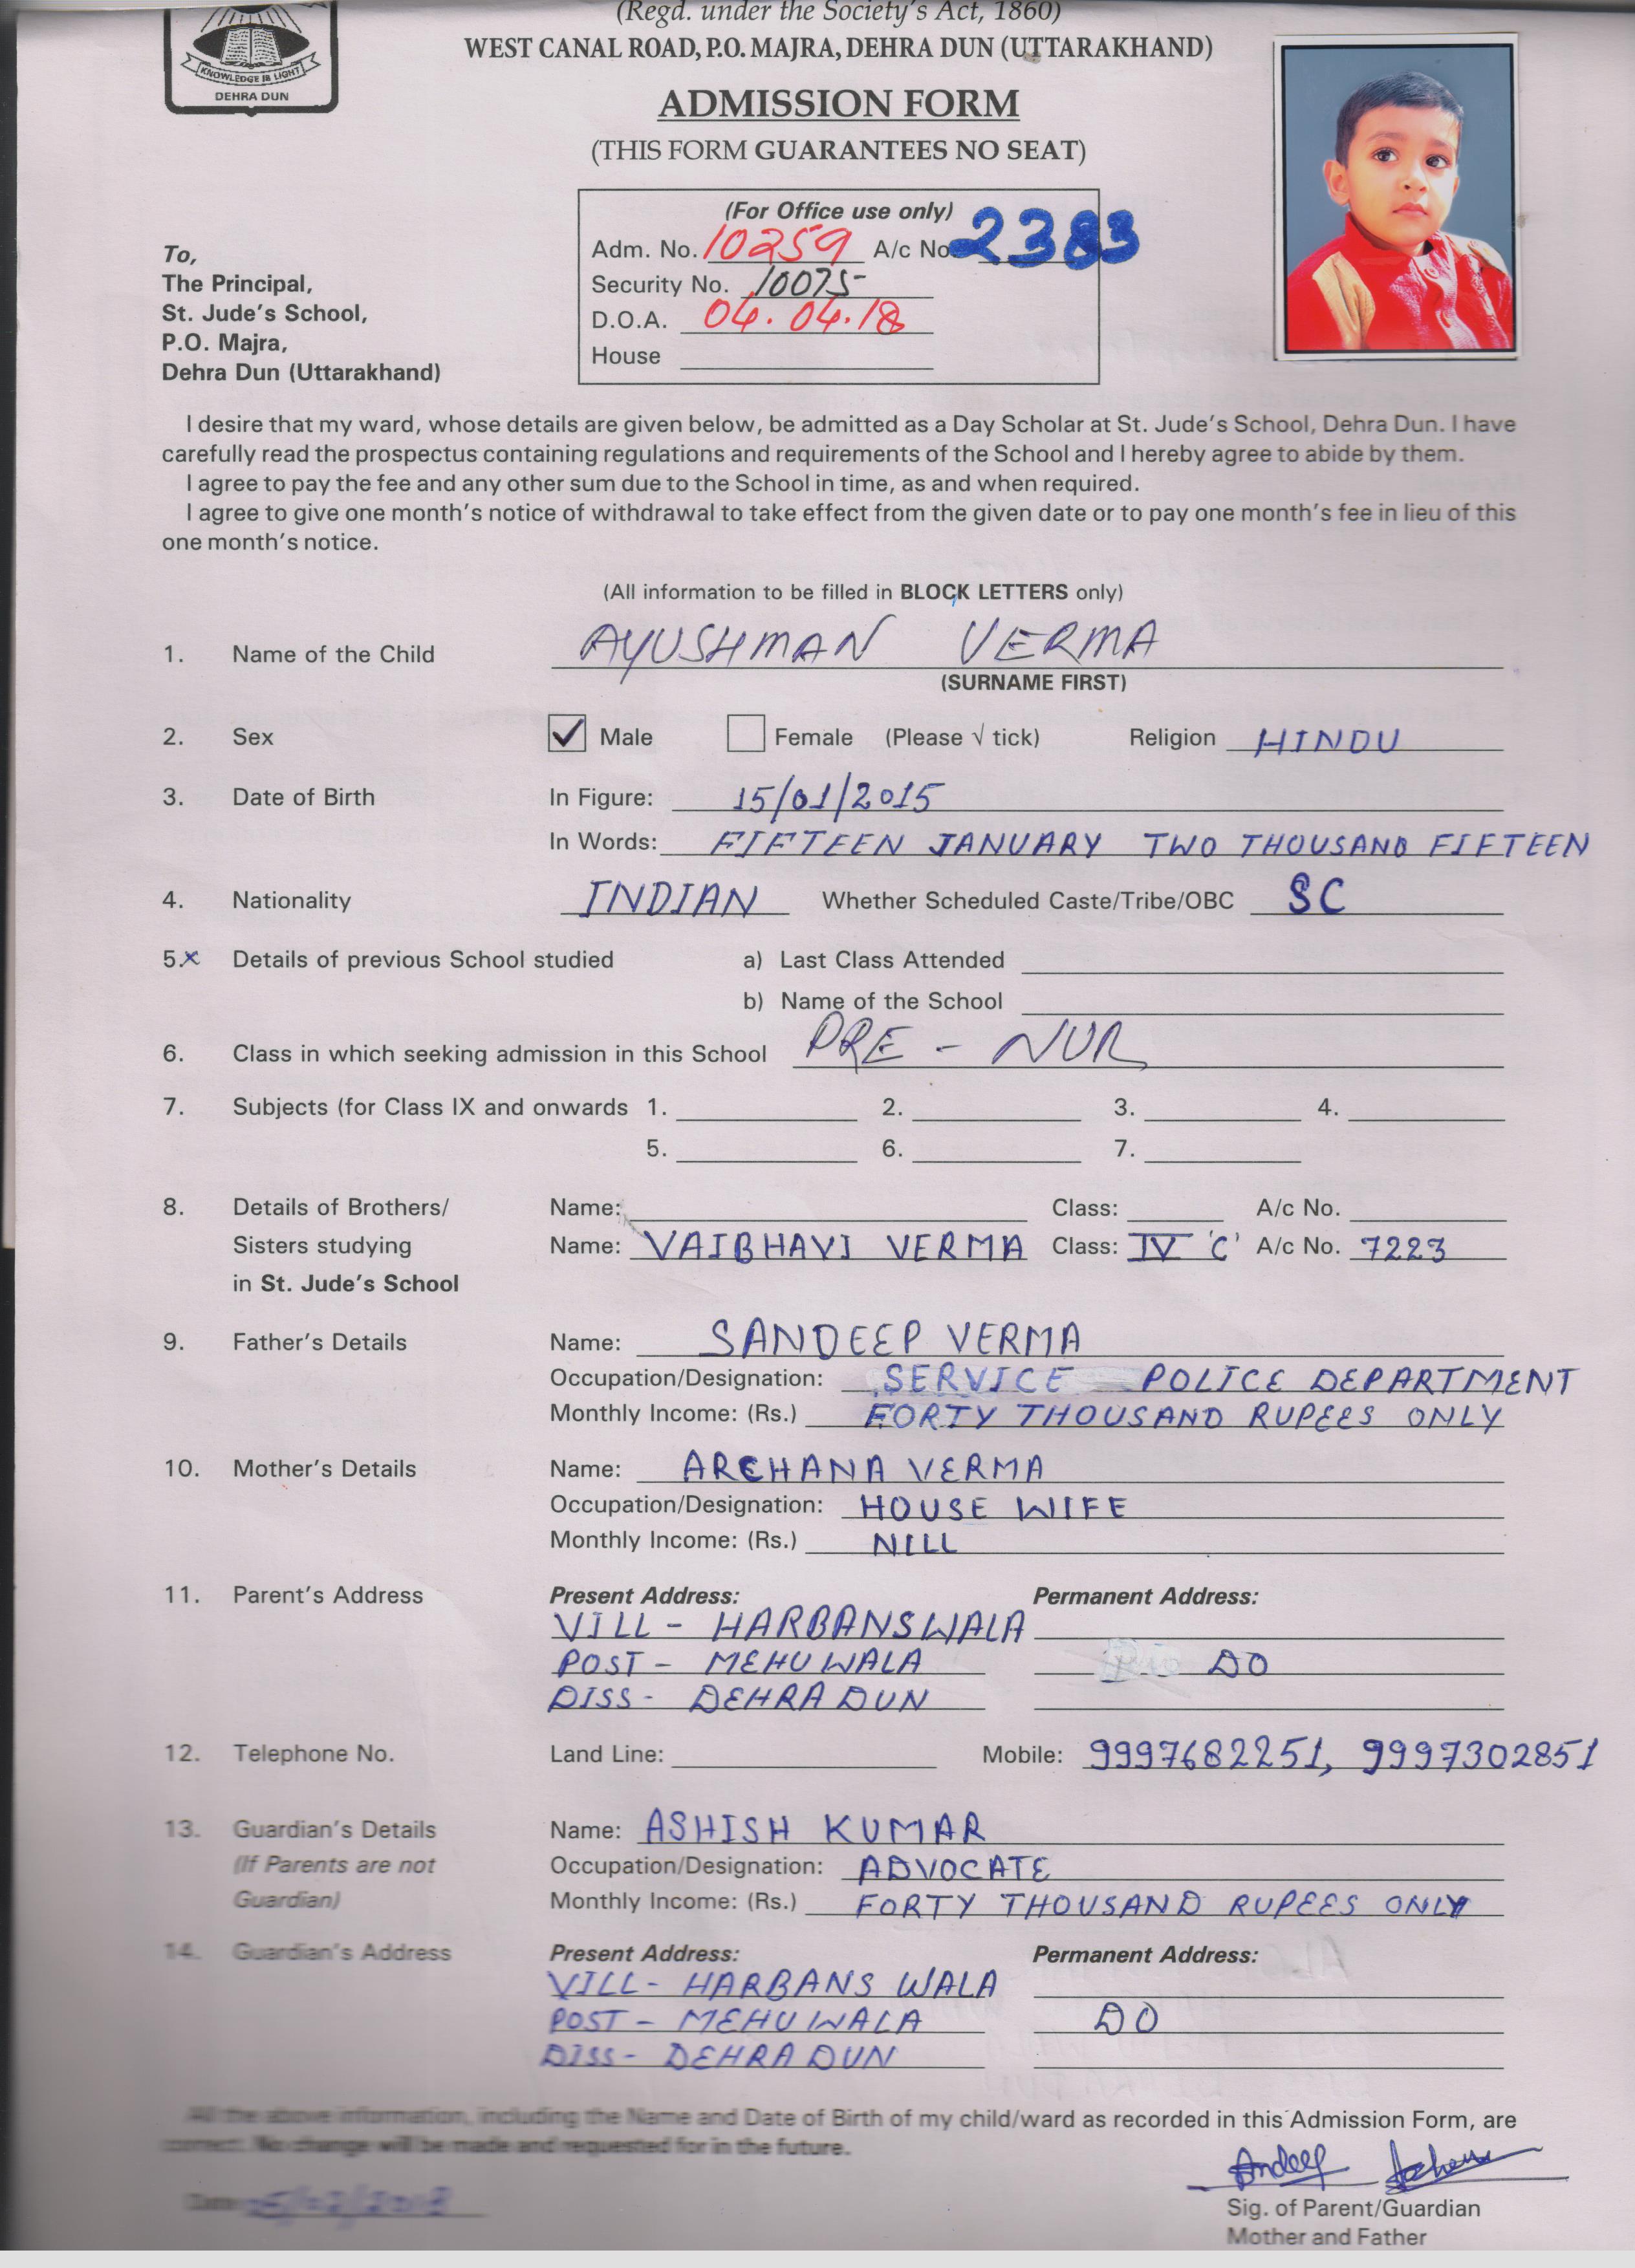 (Regd. under the Society's Act, 1860)
WEST CANAL ROAD, P.O. MAJRA, DEHRA DUN (UTTARAKHAND)
KNOWLEDGE IS LIGHT
DEHRA DUN
ADMISSION FORM
(THIS FORM GUARANTEES NO SEAT)
(For Office use only)
Adm. No. 10259 A/c No. 2383
Security No. 10075
D.O.A. 04.04.18
House
To,
The Principal,
St. Jude's School,
P.O. Majra,
Dehra Dun (Uttarakhand)
I desire that my ward, whose details are given below, be admitted as a Day Scholar at St. Jude's School, Dehra Dun. I have
carefully read the prospectus containing regulations and requirements of the School and I hereby agree to abide by them.
I agree to pay the fee and any other sum due to the School in time, as and when required.
I agree to give one month's notice of withdrawal to take effect from the given date or to pay one month's fee in lieu of this
one month's notice.
(All information to be filled in BLOCK LETTERS only)
1. Name of the Child AYUSHMAN VERMA
(SURNAME FIRST)
2. Sex ✓ Male Female (Please √ tick) Religion HINDU
3. Date of Birth In Figure: 15/01/2015
In Words: FIFTEEN JANUARY TWO THOUSAND FIFTEEN
4. Nationality INDIAN Whether Scheduled Caste/Tribe/OBC SC
5.x Details of previous School studied a) Last Class Attended
b) Name of the School
6. Class in which seeking admission in this School PRE - NUR
7. Subjects (for Class IX and onwards 1. 2. 3. 4.
5. 6. 7.
8. Details of Brothers/ Name: Class: A/c No.
Sisters studying Name: VAIBHAVI VERMA Class: IV 'C' A/c No. 7223
in St. Jude's School
9. Father's Details Name: SANDEEP VERMA
Occupation/Designation: SERVICE POLICE DEPARTMENT
Monthly Income: (Rs.) FORTY THOUSAND RUPEES ONLY
10. Mother's Details Name: ARCHANA VERMA
Occupation/Designation: HOUSE WIFE
Monthly Income: (Rs.) NILL
11. Parent's Address Present Address: Permanent Address:
VILL - HARBANSWALA
POST - MEHUWALA DO
DISS - DEHRA DUN
12. Telephone No. Land Line: Mobile: 9997682251, 9997302851
13. Guardian's Details Name: ASHISH KUMAR
(If Parents are not Occupation/Designation: ADVOCATE
Guardian) Monthly Income: (Rs.) FORTY THOUSAND RUPEES ONLY
14. Guardian's Address Present Address: Permanent Address:
VILL - HARBANS WALA
POST - MEHUWALA DO
DISS - DEHRA DUN
All the above information, including the Name and Date of Birth of my child/ward as recorded in this Admission Form, are
correct. No change will be made and requested for in the future.
Date
Sig. of Parent/Guardian
Mother and Father